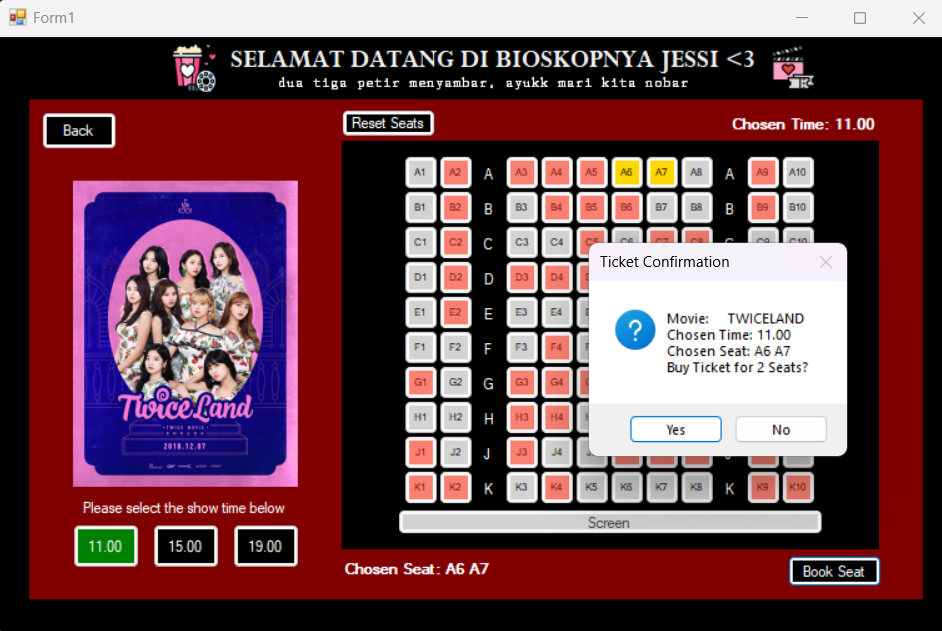 Form1
SELAMAT DATANG DI BIOSKOPNYA JESSI <3
dua tiga petir menyambar, ayukk mari kita nobar
Back
Reset Seats
Chosen Time: 11.00
A1 A2 A A3 A4 A5 A6 A7 A8 A A9 A10
B1 B2 B B3 B4 B5 B6 B7 B8 B B9 B10
C1 C2 C C3 C4 C5 C6 C7 C8 C C9 C10
D1 D2 D D3 D4
E1 E2 E E3 E4
F1 F2 F F3 F4
G1 G2 G G3 G4
H1 H2 H H3 H4
J1 J2 J J3 J4
K1 K2 K K3 K4 K5 K6 K7 K8 K K9 K10
Screen
Ticket Confirmation
Movie: TWICELAND
Chosen Time: 11.00
Chosen Seat: A6 A7
Buy Ticket for 2 Seats?
Yes No
TwiceLand
TWICE MOVIE
2018.12.07
Please select the show time below
11.00 15.00 19.00
Chosen Seat: A6 A7
Book Seat